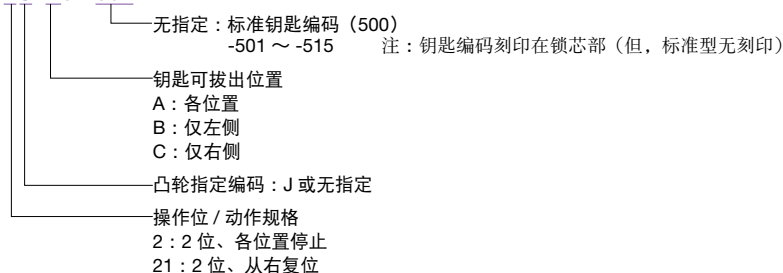 无指定：标准钥匙编码（500）
-501 ～ -515 注：钥匙编码刻印在锁芯部（但，标准型无刻印）
钥匙可拔出位置
A：各位置
B：仅左侧
C：仅右侧
凸轮指定编码：J 或无指定
操作位 / 动作规格
2：2 位、各位置停止
21：2 位、从右复位